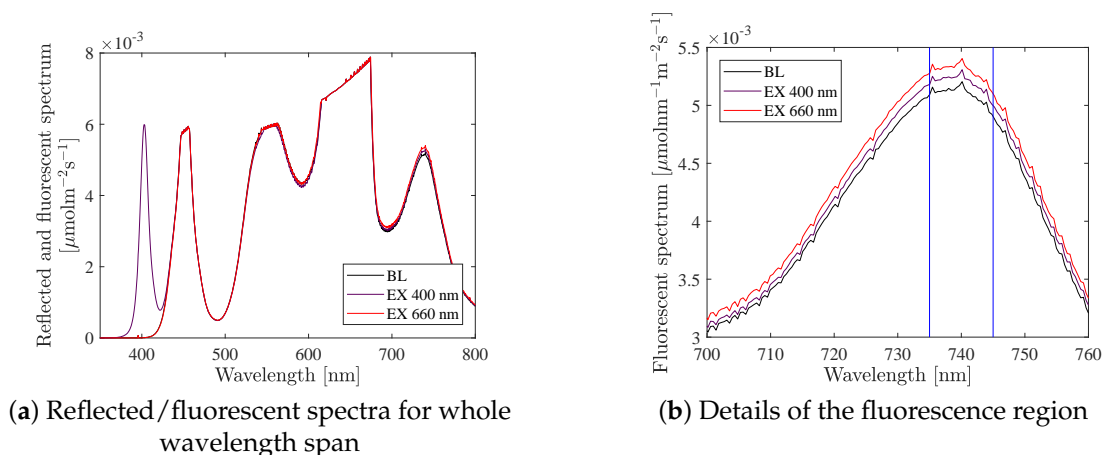 ×10⁻³
8
6
4
2
0
400 500 600 700 800
Reflected and fluorescent spectrum
[μmolm⁻²s⁻¹]
Wavelength [nm]
BL
EX 400 nm
EX 660 nm
(a) Reflected/fluorescent spectra for whole
wavelength span
×10⁻³
5.5
5
4.5
4
3.5
3
700 710 720 730 740 750 760
Fluorescent spectrum [μmolnm⁻¹m⁻²s⁻¹]
Wavelength [nm]
BL
EX 400 nm
EX 660 nm
(b) Details of the fluorescence region